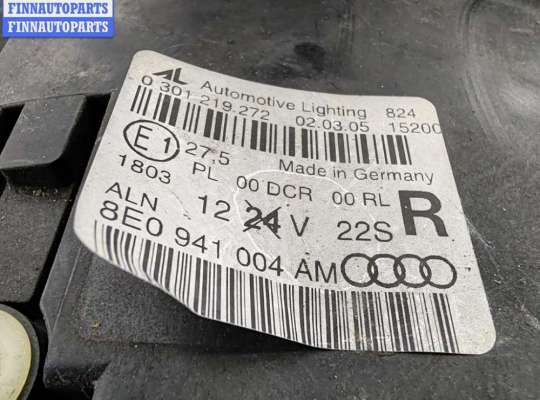 FINNAUTOPARTS
FINNAUTOPARTS
AL Automotive Lighting 824
0 301 219 272 02.03.05 15200
E1 27,5 Made in Germany
1803 PL 00 DCR 00 RL R
ALN 12 24 V 22S
8E0 941 004 AM